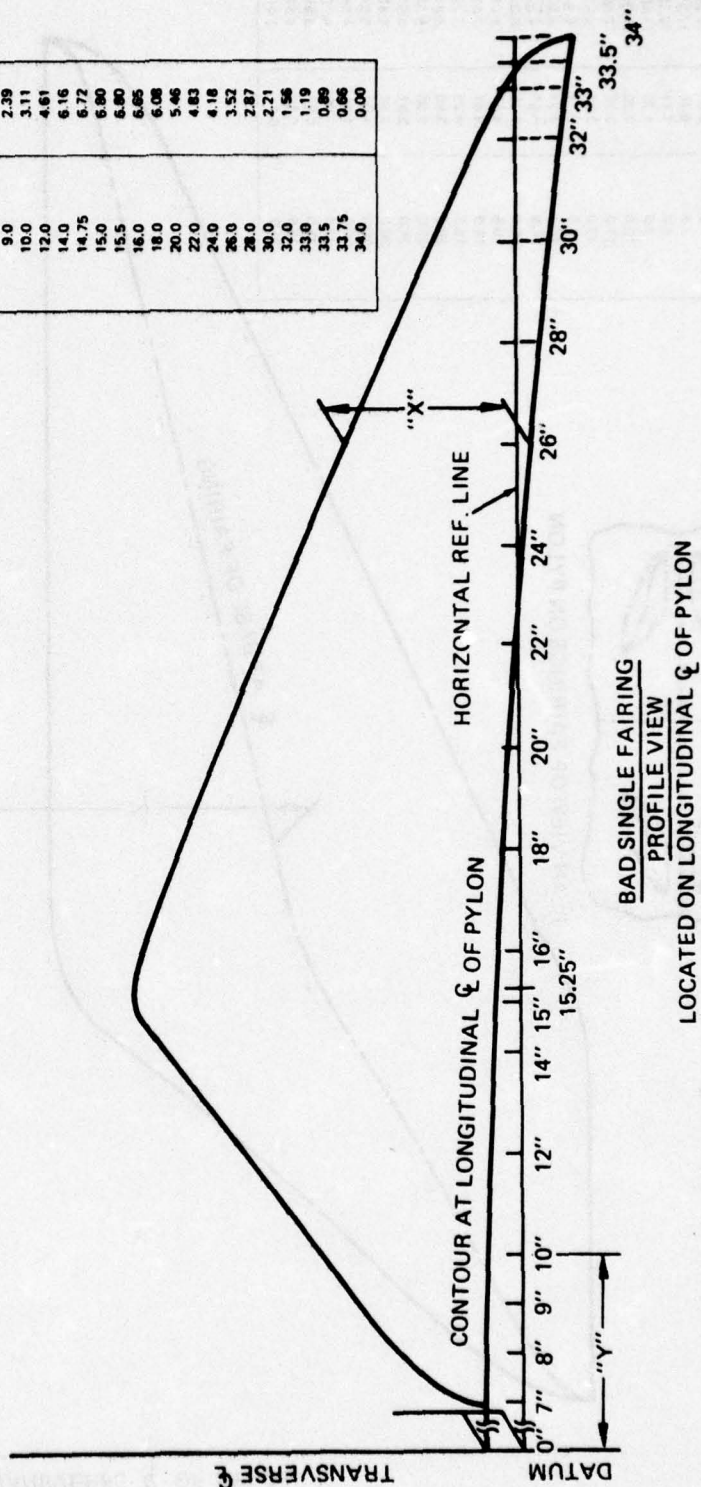 9.0 2.39
10.0 3.11
12.0 4.61
14.0 6.16
14.75 6.72
15.0 6.80
15.5 6.80
16.0 6.65
18.0 6.08
20.0 5.46
22.0 4.83
24.0 4.18
26.0 3.52
28.0 2.87
30.0 2.21
32.0 1.56
33.0 1.19
33.5 0.89
33.75 0.66
34.0 0.00
TRANSVERSE ℄
DATUM
CONTOUR AT LONGITUDINAL ℄ OF PYLON
HORIZONTAL REF. LINE
"X"
0" 7" 8" 9" 10" 12" 14" 15" 16" 18" 20" 22" 24" 26" 28" 30" 32" 33" 33.5" 34"
15.25"
"Y"
BAD SINGLE FAIRING
PROFILE VIEW
LOCATED ON LONGITUDINAL ℄ OF PYLON